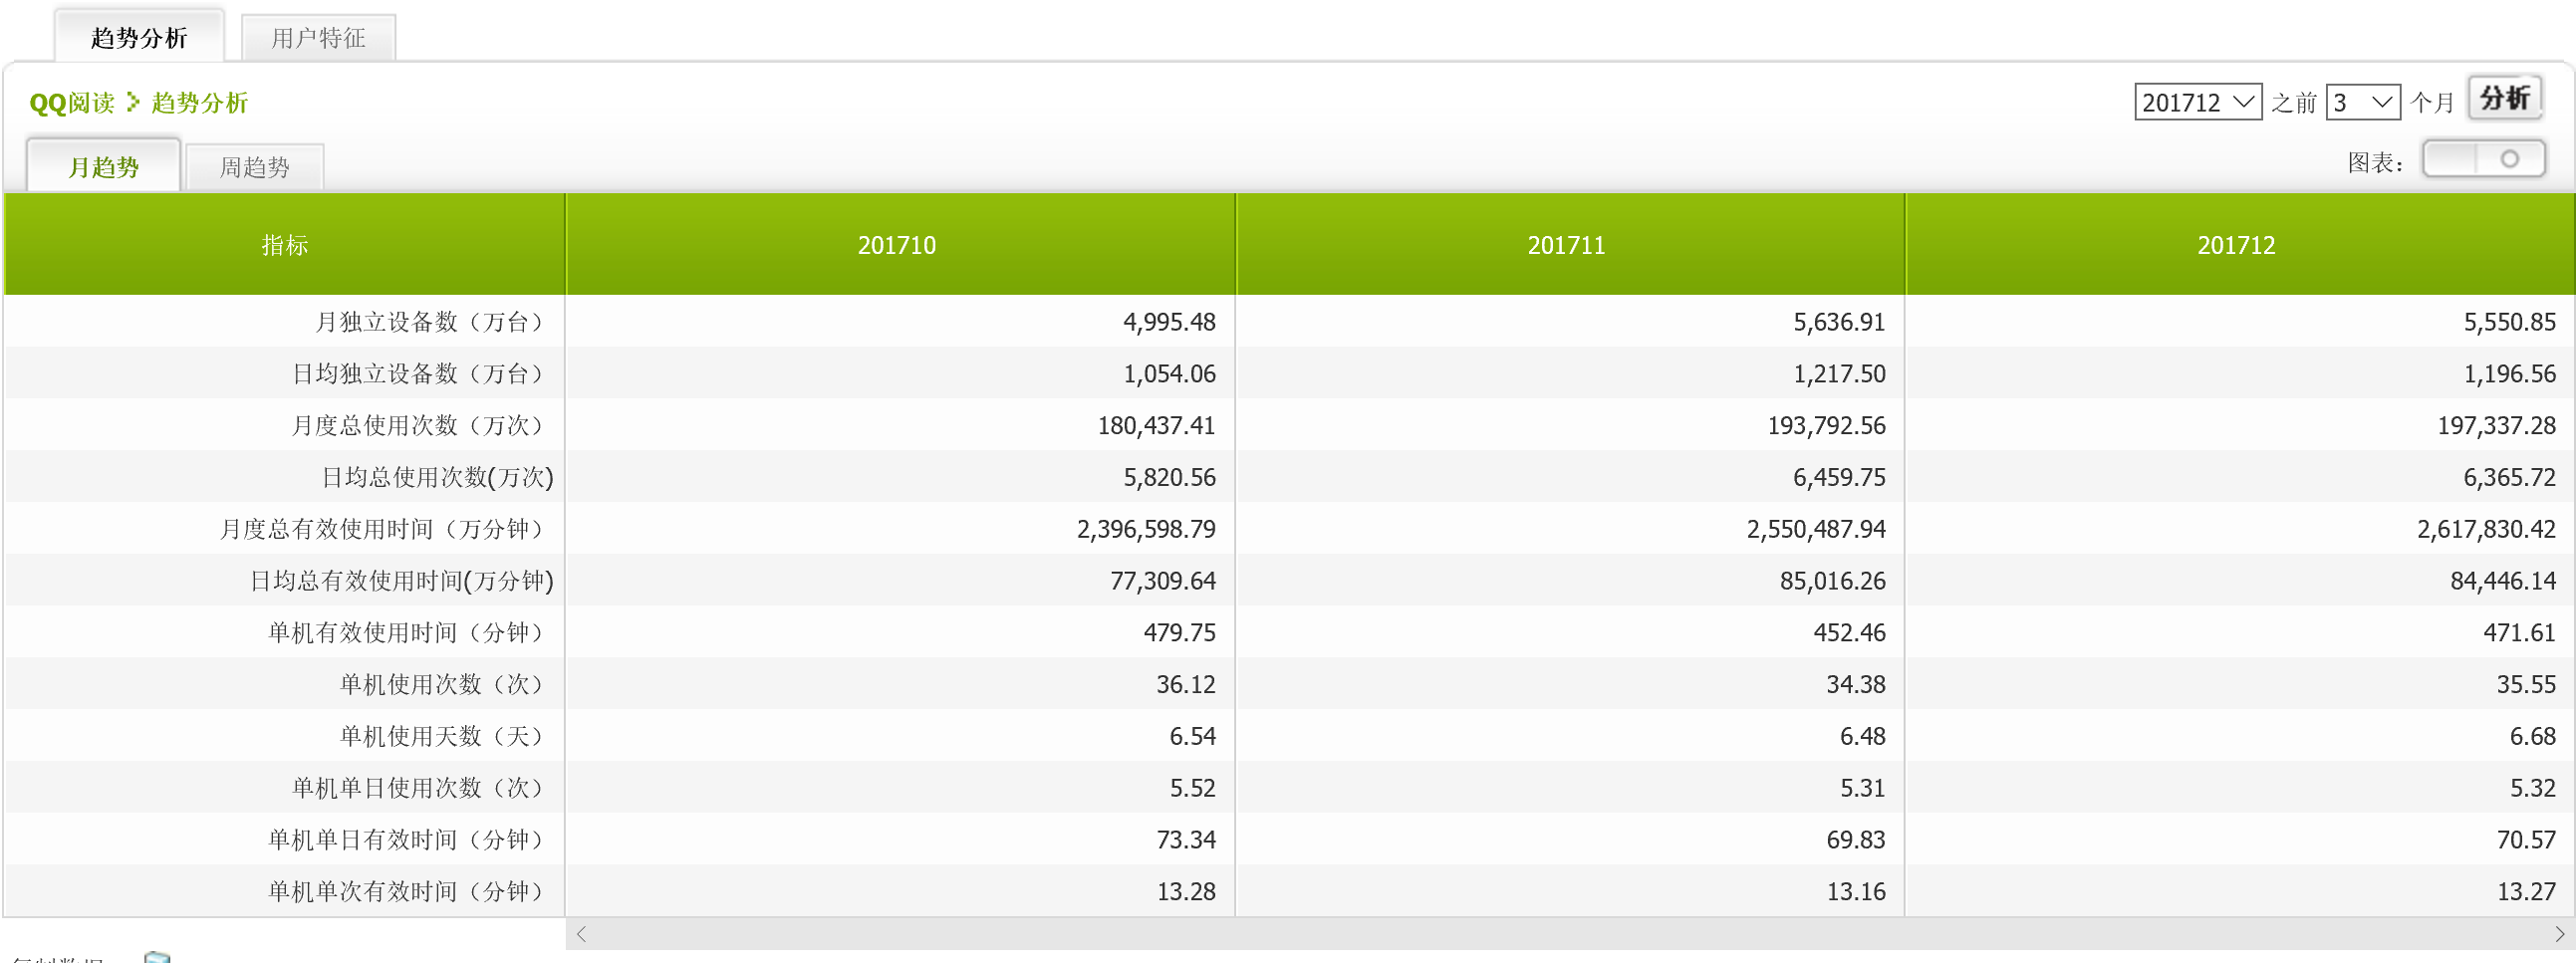 趋势分析 用户特征
QQ阅读 趋势分析 201712 之前 3 个月 分析
月趋势 周趋势 图表：
指标 201710 201711 201712
月独立设备数（万台） 4,995.48 5,636.91 5,550.85
日均独立设备数（万台） 1,054.06 1,217.50 1,196.56
月度总使用次数（万次） 180,437.41 193,792.56 197,337.28
日均总使用次数(万次) 5,820.56 6,459.75 6,365.72
月度总有效使用时间（万分钟） 2,396,598.79 2,550,487.94 2,617,830.42
日均总有效使用时间(万分钟) 77,309.64 85,016.26 84,446.14
单机有效使用时间（分钟） 479.75 452.46 471.61
单机使用次数（次） 36.12 34.38 35.55
单机使用天数（天） 6.54 6.48 6.68
单机单日使用次数（次） 5.52 5.31 5.32
单机单日有效时间（分钟） 73.34 69.83 70.57
单机单次有效时间（分钟） 13.28 13.16 13.27